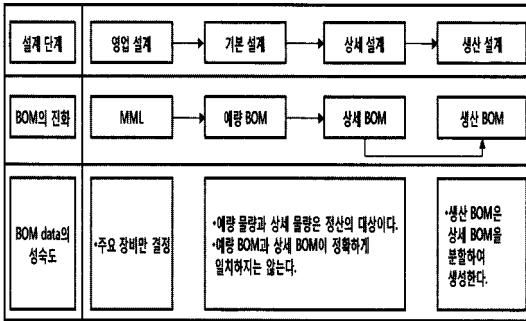 설계 단계
영업 설계
기본 설계
상세 설계
생산 설계
BOM의 진화
MML
예량 BOM
상세 BOM
생산 BOM
BOM data의
성숙도
•주요 장비만 결정
•예량 물량과 상세 물량은 정산의 대상이다.
•예량 BOM과 상세 BOM이 정확하게
일치하지는 않는다.
•생산 BOM은
상세 BOM을
분할하여
생성한다.